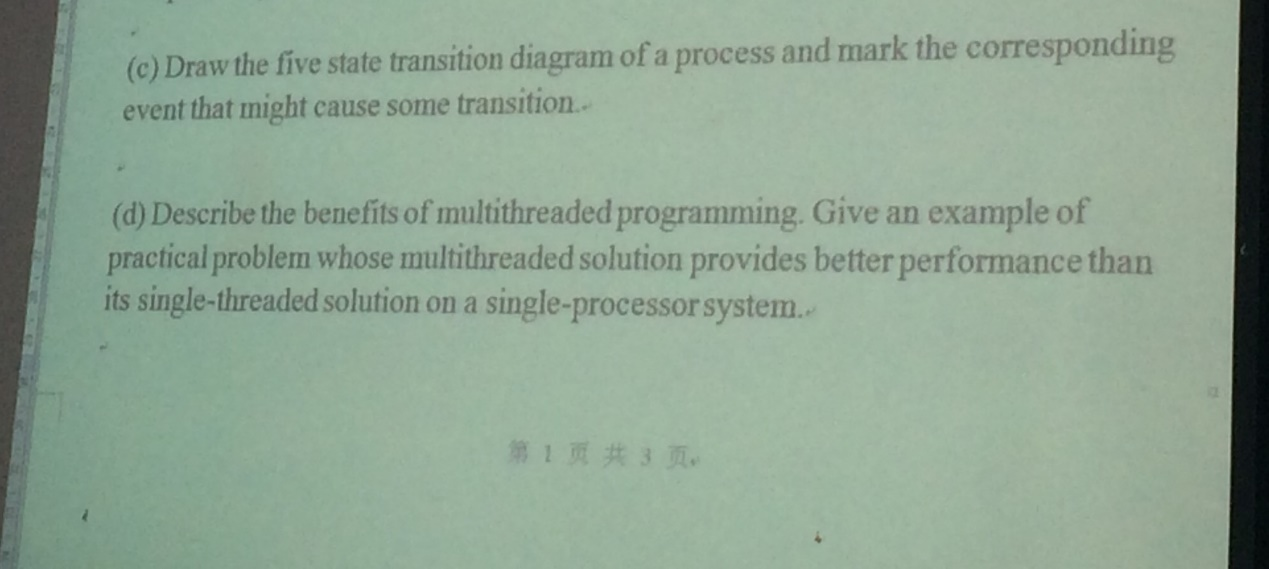 (c) Draw the five state transition diagram of a process and mark the corresponding
event that might cause some transition.
(d) Describe the benefits of multithreaded programming. Give an example of
practical problem whose multithreaded solution provides better performance than
its single-threaded solution on a single-processor system.
第 1 页 共 3 页